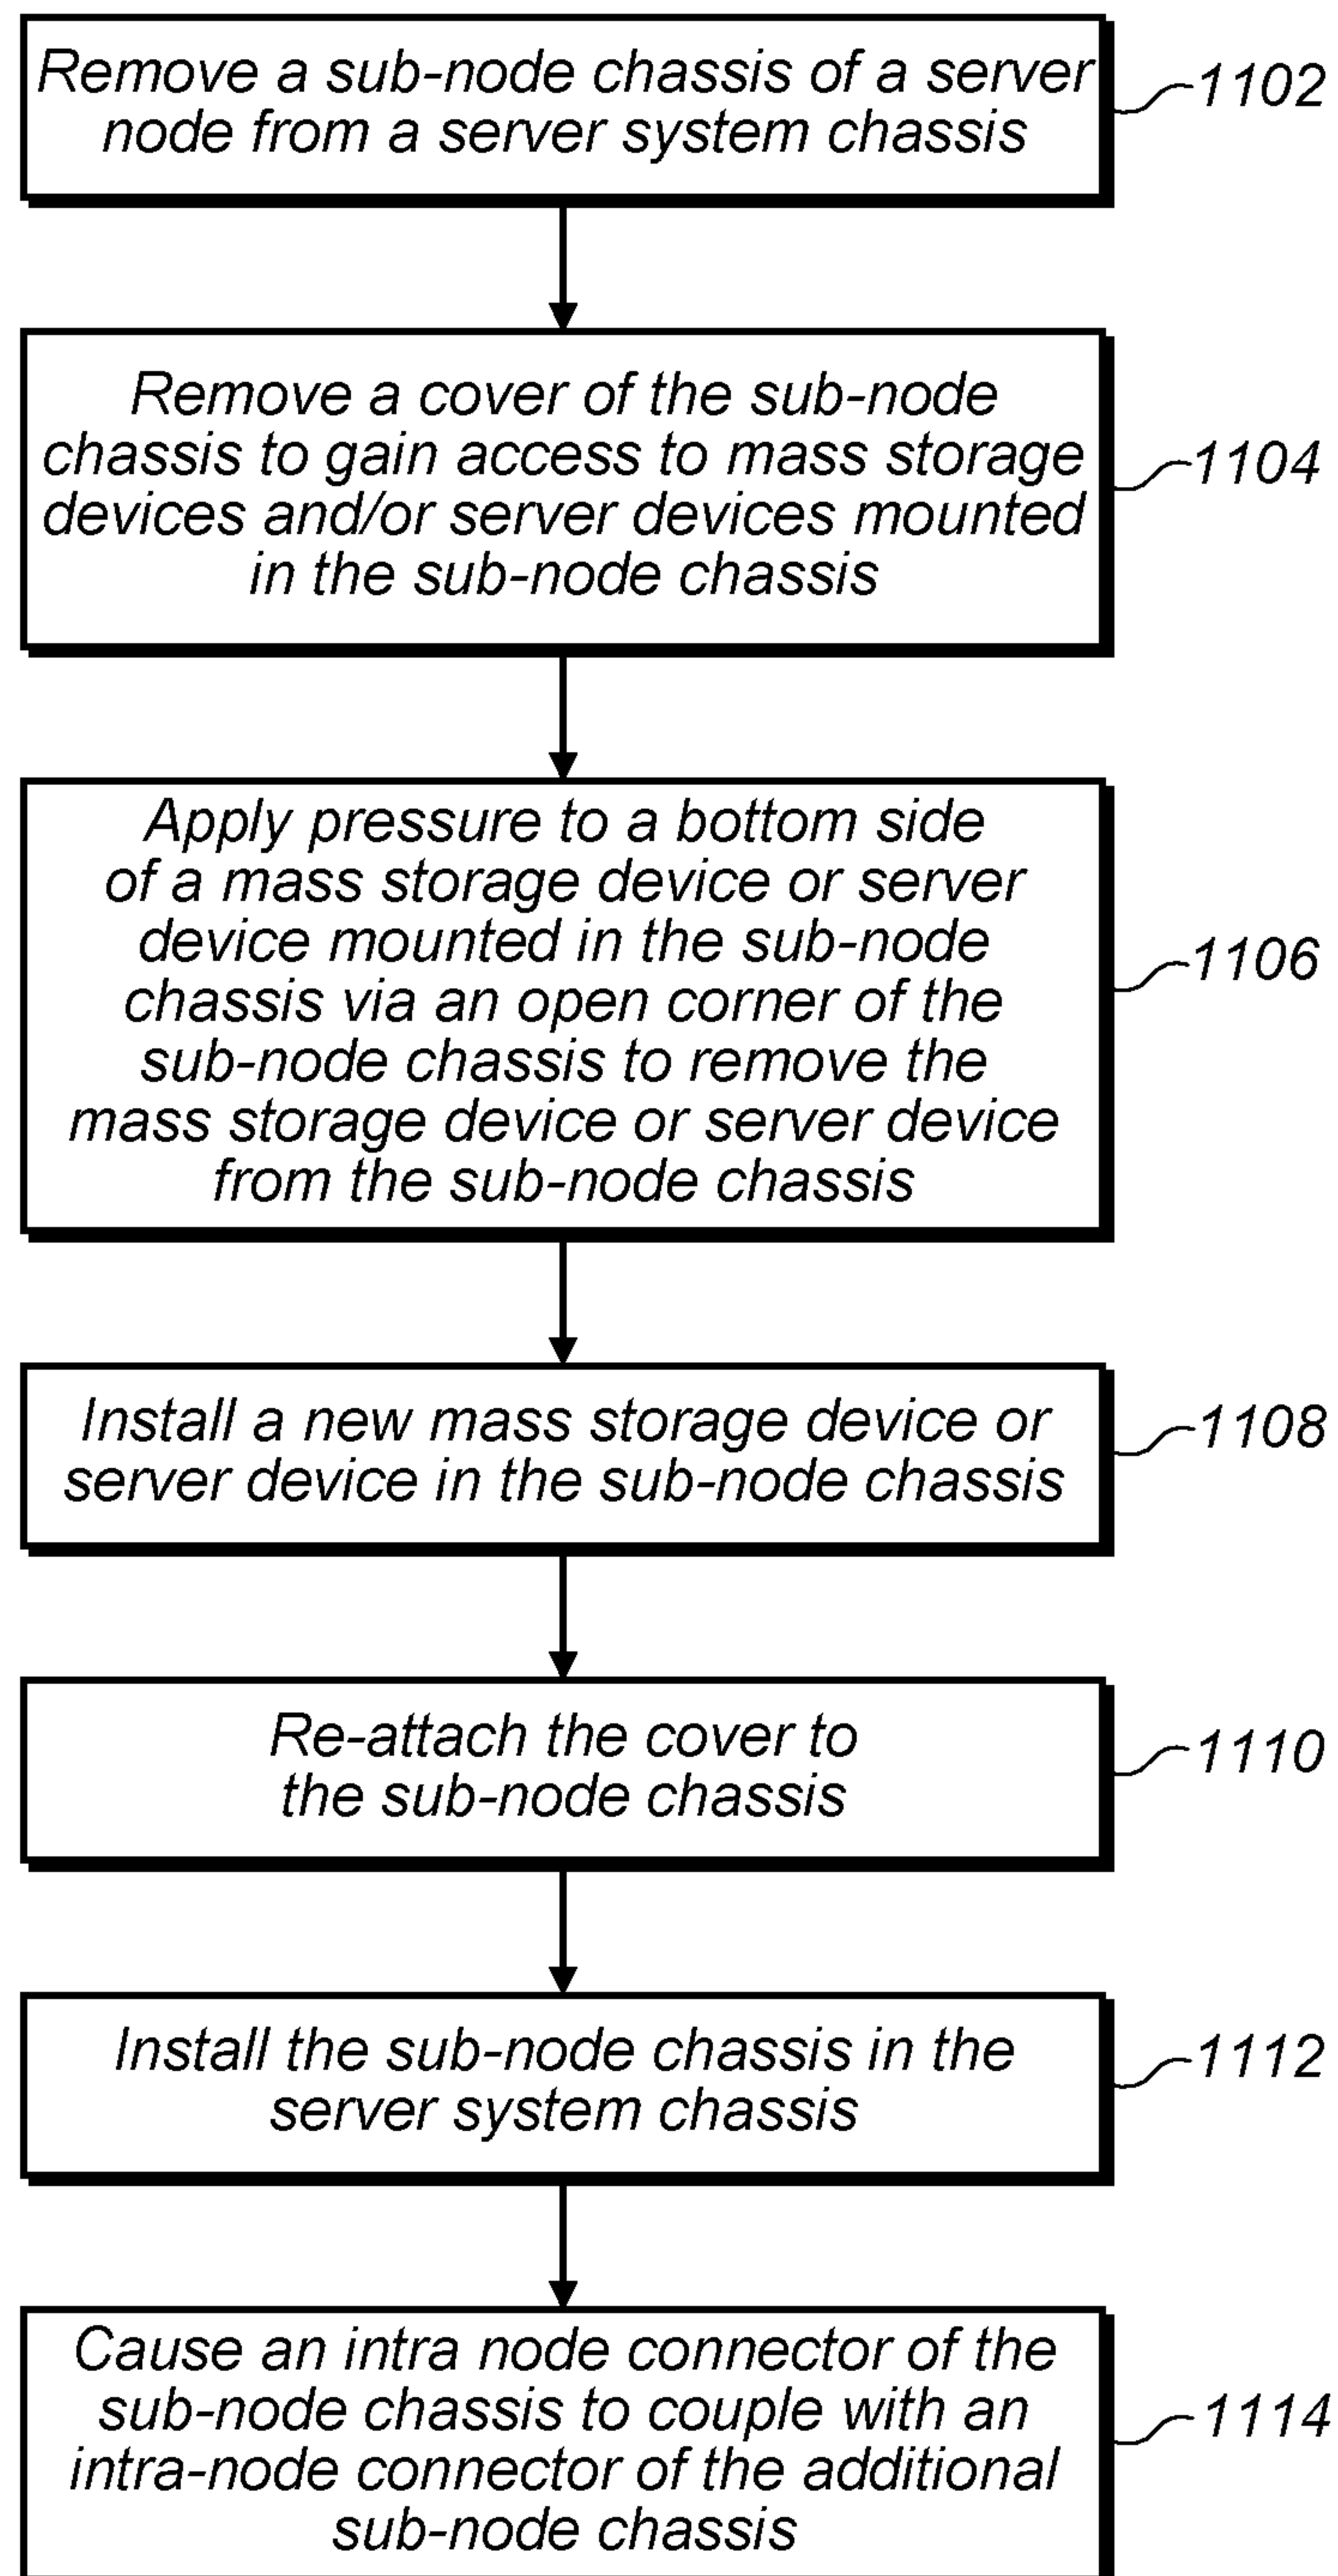 Remove a sub-node chassis of a server
node from a server system chassis
1102
Remove a cover of the sub-node
chassis to gain access to mass storage
devices and/or server devices mounted
in the sub-node chassis
1104
Apply pressure to a bottom side
of a mass storage device or server
device mounted in the sub-node
chassis via an open corner of the
sub-node chassis to remove the
mass storage device or server device
from the sub-node chassis
1106
Install a new mass storage device or
server device in the sub-node chassis
1108
Re-attach the cover to
the sub-node chassis
1110
Install the sub-node chassis in the
server system chassis
1112
Cause an intra node connector of the
sub-node chassis to couple with an
intra-node connector of the additional
sub-node chassis
1114